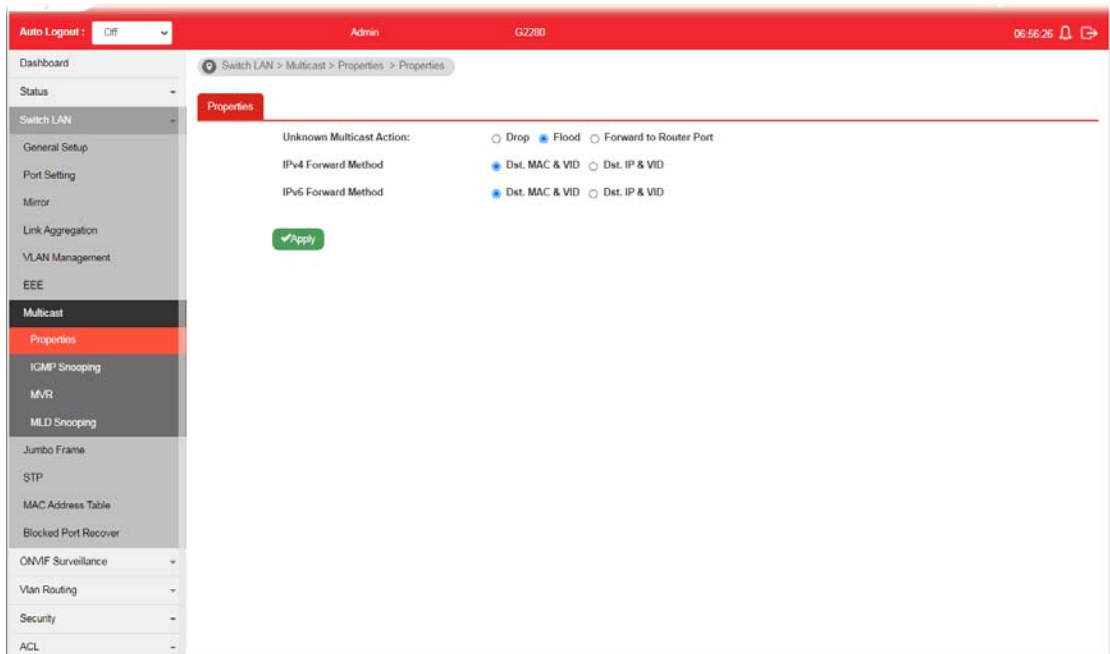 Auto Logout : Off Admin G2280 06:56:26
Dashboard
Status
Switch LAN
General Setup
Port Setting
Mirror
Link Aggregation
VLAN Management
EEE
Multicast
Properties
IGMP Snooping
MVR
MLD Snooping
Jumbo Frame
STP
MAC Address Table
Blocked Port Recover
ONVIF Surveillance
Vlan Routing
Security
ACL
Switch LAN > Multicast > Properties > Properties
Properties
Unknown Multicast Action: Drop Flood Forward to Router Port
IPv4 Forward Method Dst. MAC & VID Dst. IP & VID
IPv6 Forward Method Dst. MAC & VID Dst. IP & VID
Apply